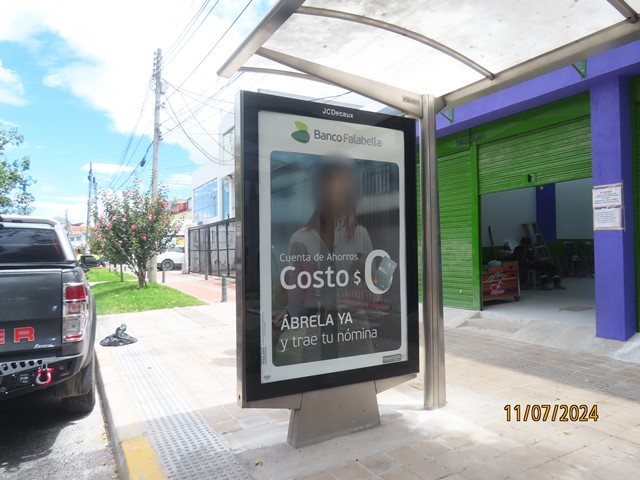 JCDecaux
Banco Falabella
Cuenta de Ahorros
Costo $0
ÁBRELA YA
y trae tu nómina
11/07/2024